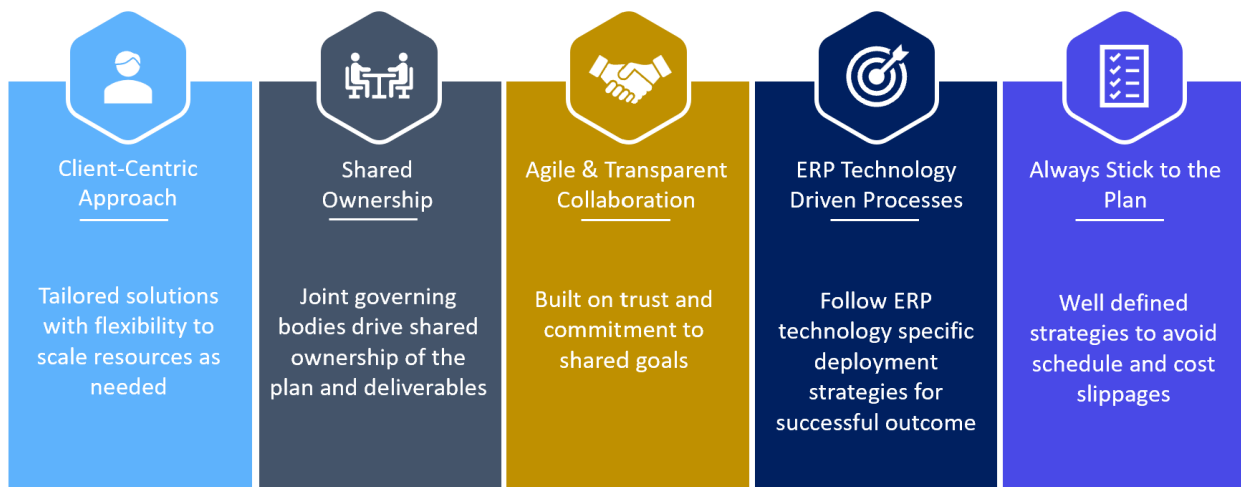 Client-Centric
Approach
Tailored solutions
with flexibility to
scale resources as
needed
Shared
Ownership
Joint governing
bodies drive shared
ownership of the
plan and deliverables
Agile & Transparent
Collaboration
Built on trust and
commitment to
shared goals
ERP Technology
Driven Processes
Follow ERP
technology specific
deployment
strategies for
successful outcome
Always Stick to the
Plan
Well defined
strategies to avoid
schedule and cost
slippages